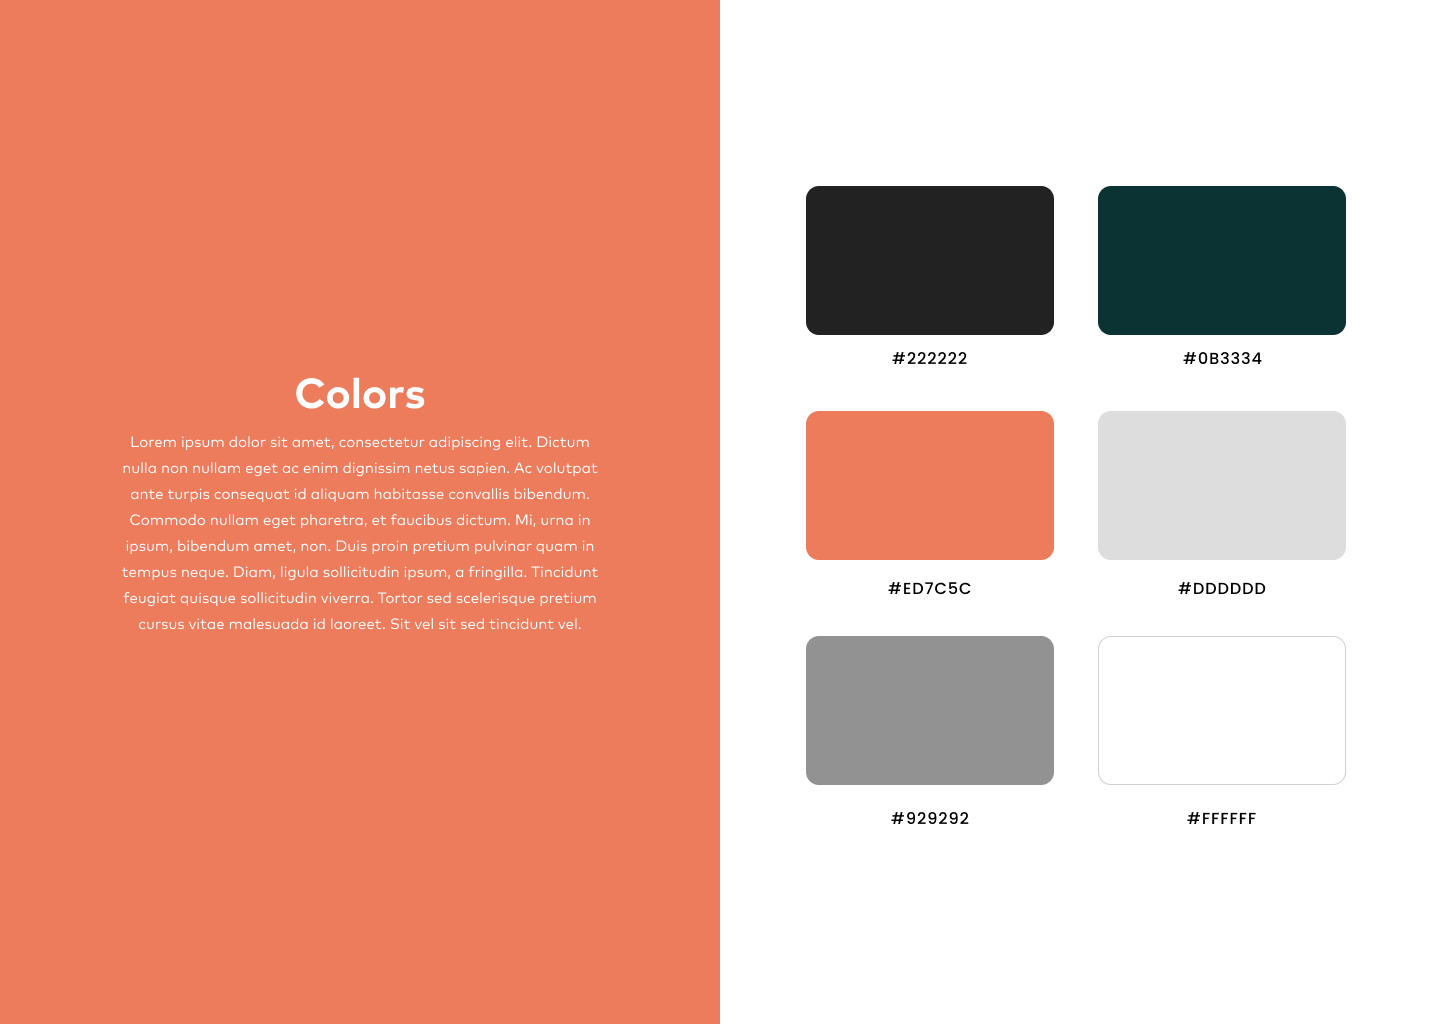 Colors
Lorem ipsum dolor sit amet, consectetur adipiscing elit. Dictum
nulla non nullam eget ac enim dignissim netus sapien. Ac volutpat
ante turpis consequat id aliquam habitasse convallis bibendum.
Commodo nullam eget pharetra, et faucibus dictum. Mi, urna in
ipsum, bibendum amet, non. Duis proin pretium pulvinar quam in
tempus neque. Diam, ligula sollicitudin ipsum, a fringilla. Tincidunt
feugiat quisque sollicitudin viverra. Tortor sed scelerisque pretium
cursus vitae malesuada id laoreet. Sit vel sit sed tincidunt vel.
#222222
#0B3334
#ED7C5C
#DDDDDD
#929292
#FFFFFF